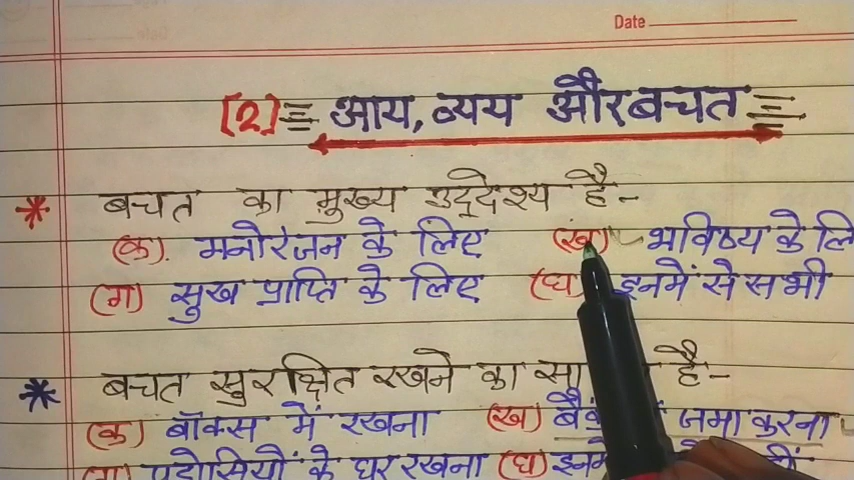 Date
[2] आय, व्यय और बचत
* बचत का मुख्य उद्देश्य है-
(क). मनोरंजन के लिए (ख) भविष्य के लि
(ग) सुख प्राप्ति के लिए (घ) इनमें से सभी
* बचत सुरक्षित रखने का है-
(क) बॉक्स में रखना (ख) जमा करना
(ग) पड़ोसियों के घर रखना (घ)